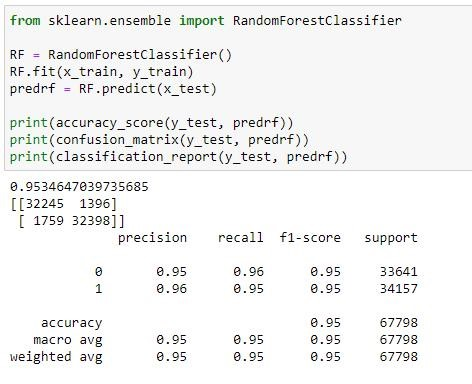 from sklearn.ensemble import RandomForestClassifier
RF = RandomForestClassifier()
RF.fit(x_train, y_train)
predrf = RF.predict(x_test)
print(accuracy_score(y_test, predrf))
print(confusion_matrix(y_test, predrf))
print(classification_report(y_test, predrf))
0.9534647039735685
[[32245  1396]
 [ 1759 32398]]
              precision    recall  f1-score   support
           0       0.95      0.96      0.95     33641
           1       0.96      0.95      0.95     34157
    accuracy                           0.95     67798
   macro avg       0.95      0.95      0.95     67798
weighted avg       0.95      0.95      0.95     67798